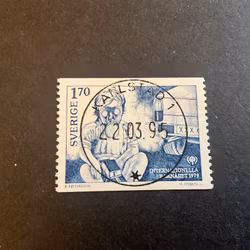 SVERIGE 1.70
KARLSTAD 1
22.03.95
INTERNATIONELLA
BARNÅRET 1979